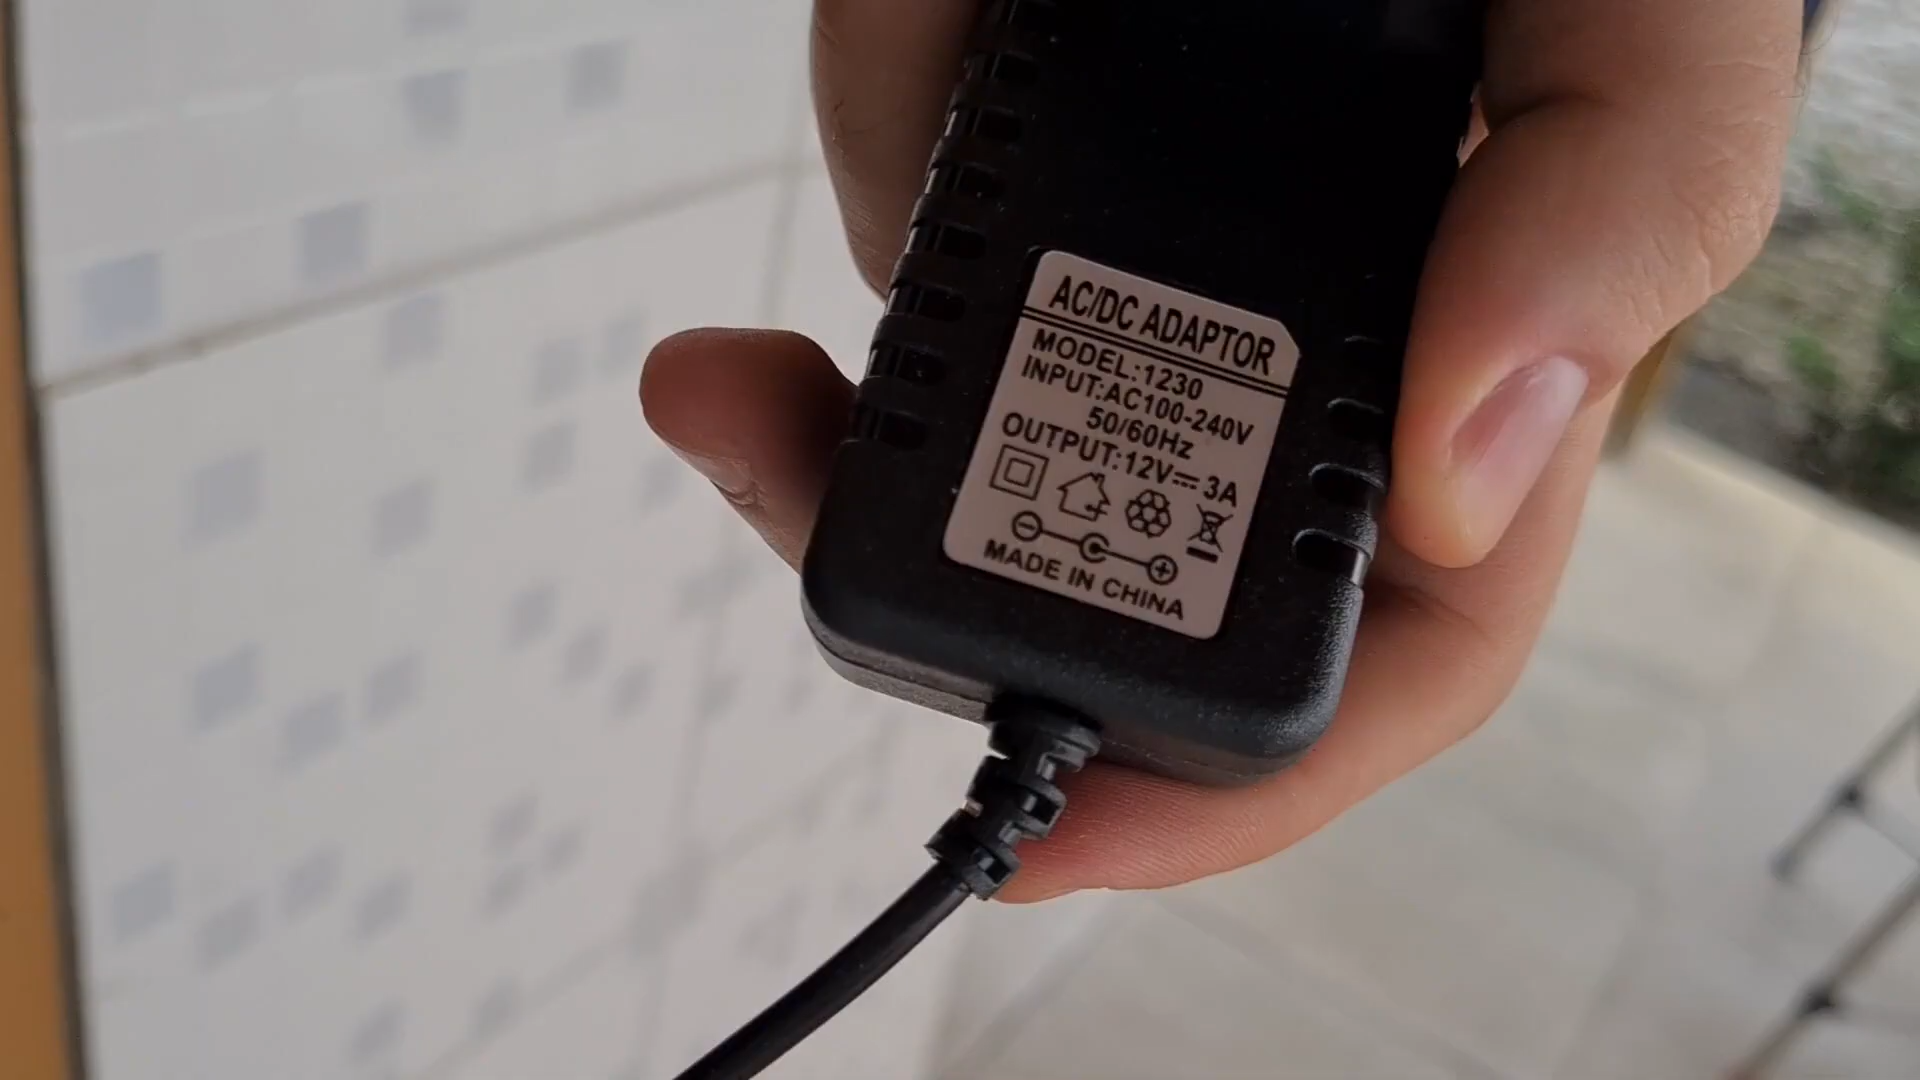 AC/DC ADAPTOR
MODEL:1230
INPUT:AC100-240V
50/60Hz
OUTPUT:12V⎓3A
MADE IN CHINA